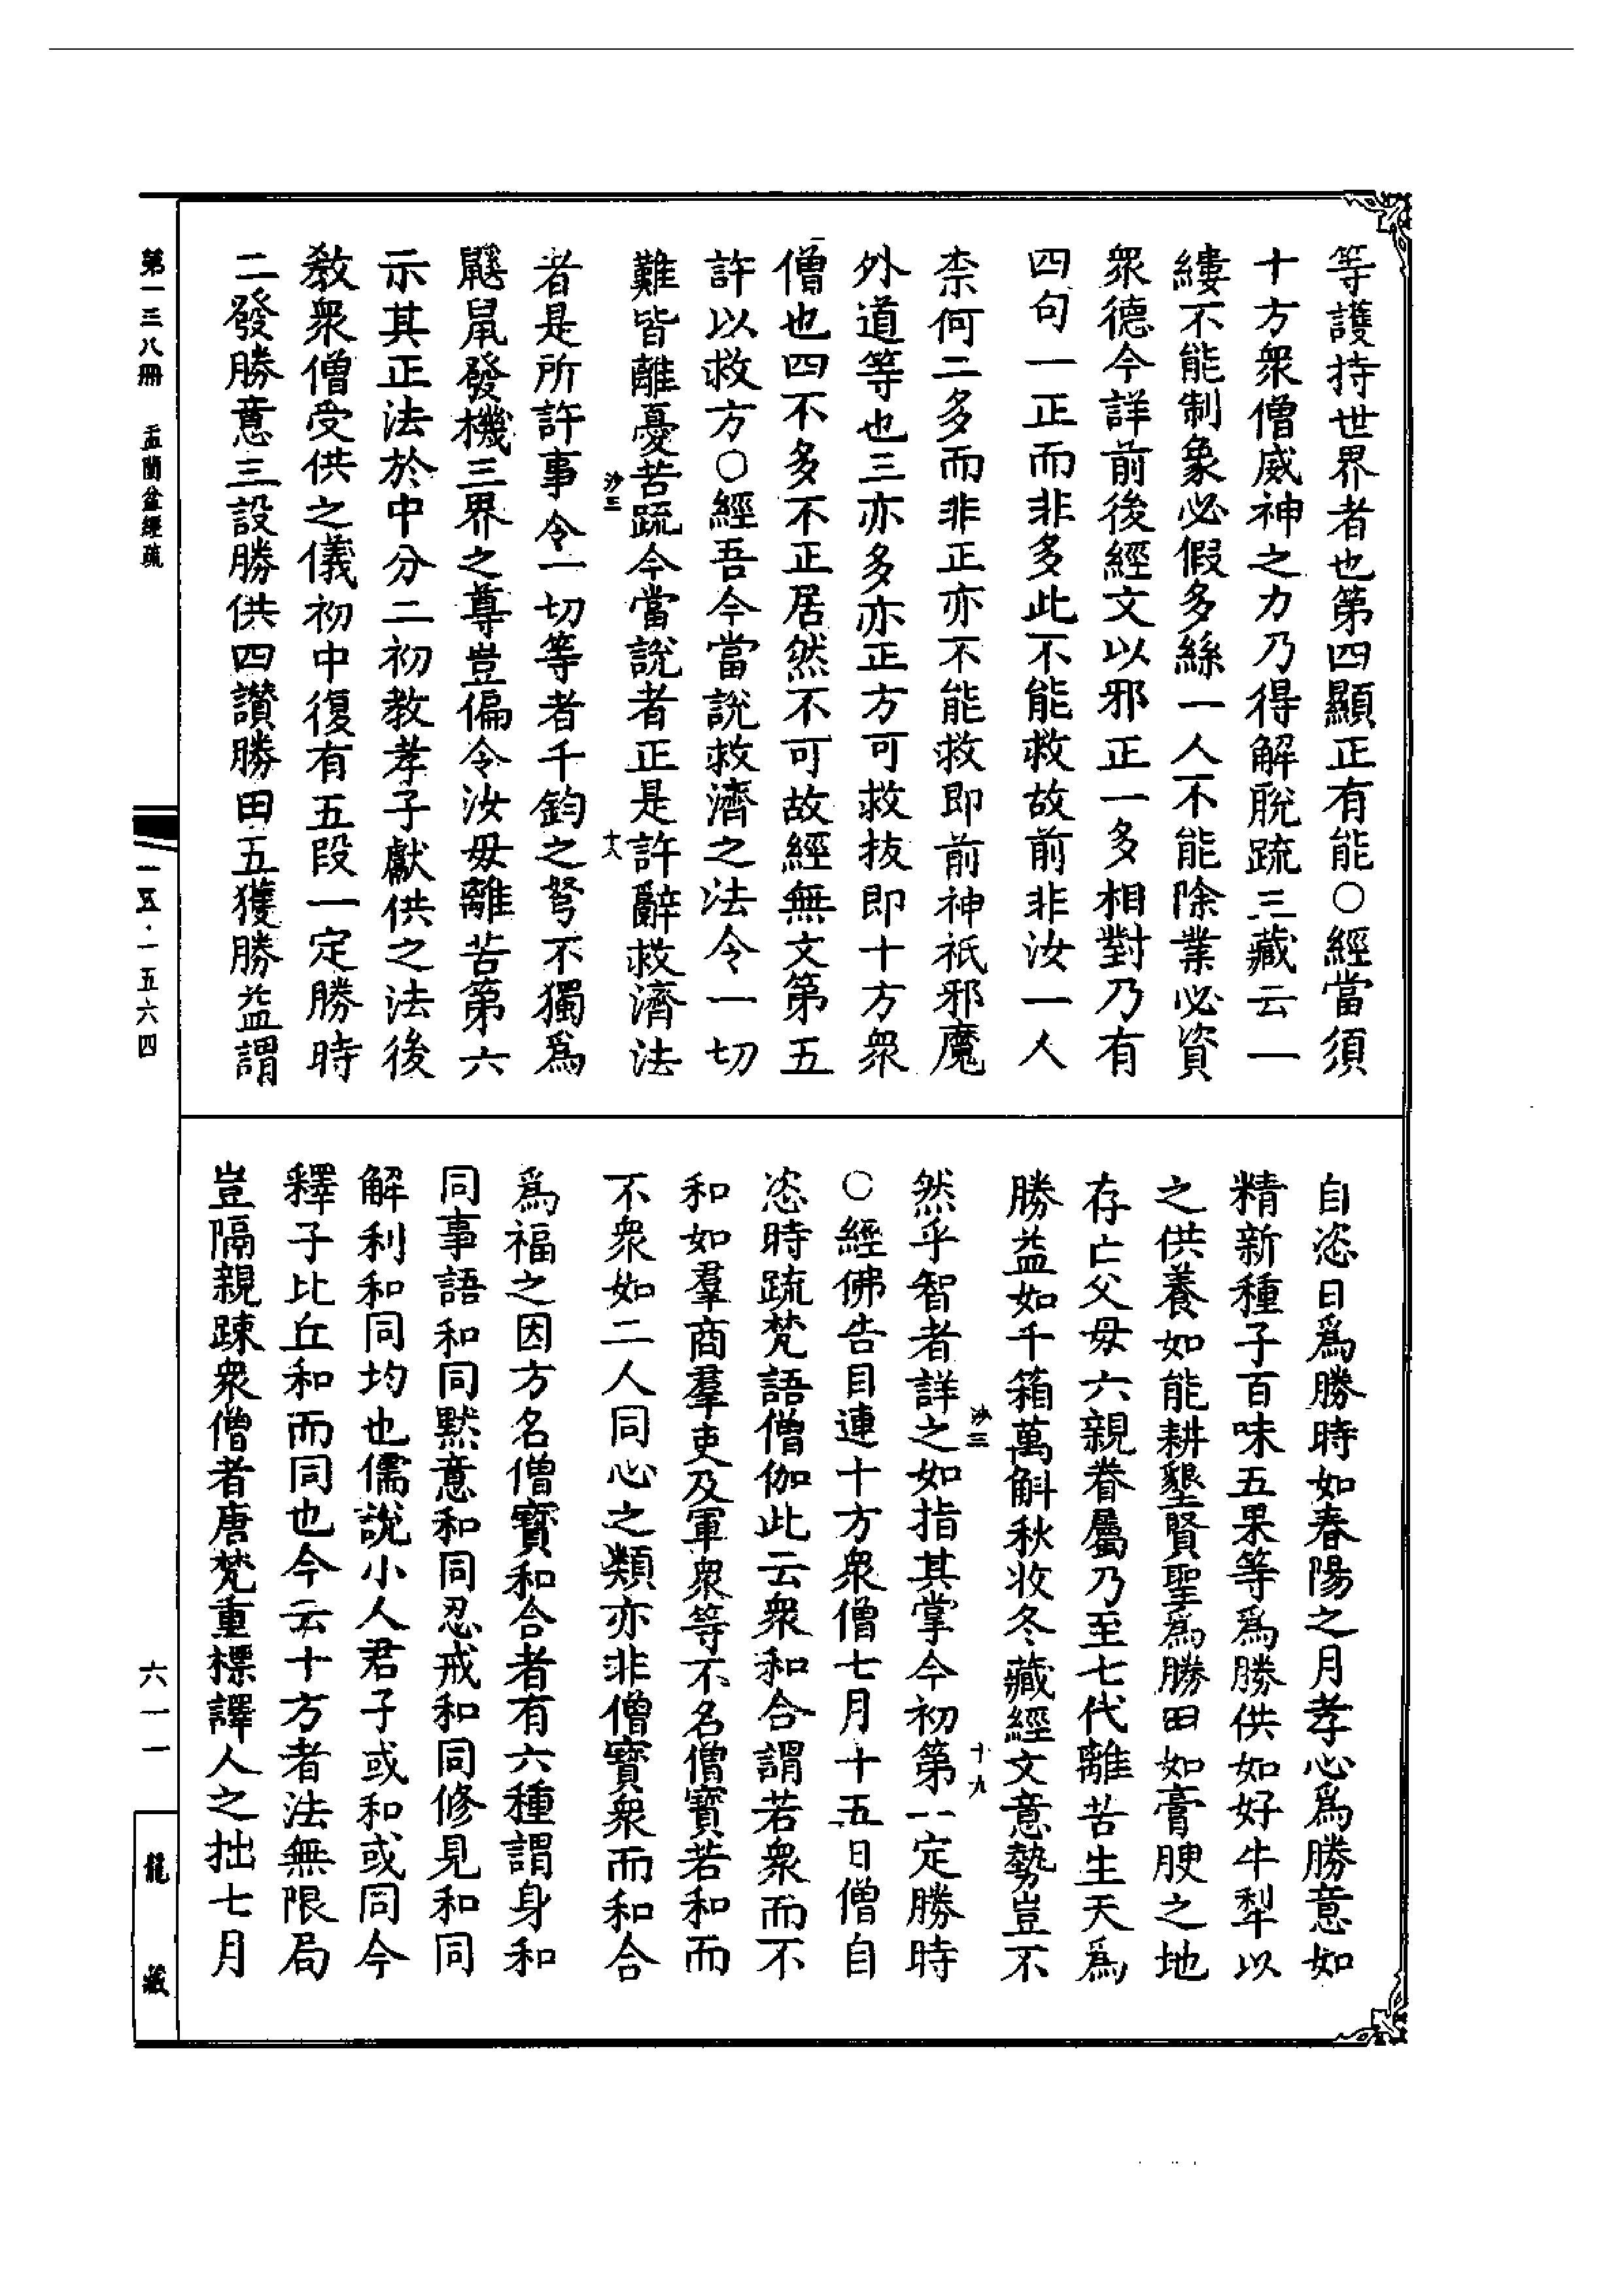 等護持世界者也第四顯正有能○經當須
十方衆僧威神之力乃得解脫䟽三藏云一
縷不能制象必假多絲一人不能除業必資
衆德今詳前後經文以邪正一多相對乃有
四句一正而非多此不能救故前非汝一人
柰何二多而非正亦不能救即前神祇邪魔
外道等也三亦多亦正方可救拔即十方衆
僧也四不多不正居然不可故經無文第五
許以救方○經吾今當說救濟之法令一切
難皆離憂苦䟽今當說者正是許辭救濟法
沙三
十八
者是所許事令一切等者千鈞之弩不獨爲
鼷鼠發機三界之尊豈偏令汝毋離苦第六
示其正法於中分二初教孝子獻供之法後
教衆僧受供之儀初中復有五段一定勝時
二發勝意三設勝供四讃勝田五獲勝益謂
自恣日爲勝時如春陽之月孝心爲勝意如
精新種子百味五果等爲勝供如好牛犁以
之供養如能耕墾賢聖爲勝田如膏腴之地
存亡父毋六親眷屬乃至七代離苦生天爲
勝益如千箱萬斛秋收冬藏經文意勢豈不
沙三
十九
然乎智者詳之如指其掌今初第一定勝時
○經佛告目連十方衆僧七月十五日僧自
恣時䟽梵語僧伽此云衆和合謂若衆而不
和如羣商羣吏及軍衆等不名僧寳若和而
不衆如二人同心之類亦非僧寳衆而和合
爲福之因方名僧寳和合者有六種謂身和
同事語和同默意和同忍戒和同修見和同
解利和同均也儒說小人君子或和或同今
釋子比丘和而同也今云十方者法無限局
豈隔親踈衆僧者唐梵重標譯人之拙七月
第一三八冊　盂蘭盆經疏
一五·一五六四
六一一
龍藏